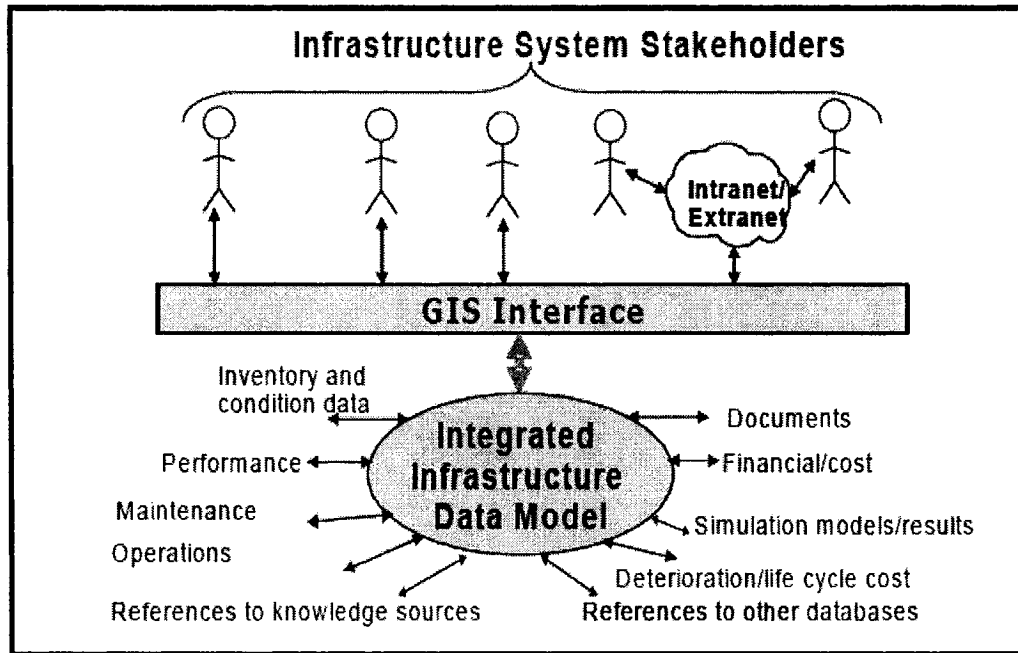 Infrastructure System Stakeholders
Intranet/
Extranet
GIS Interface
Inventory and
condition data
Performance
Maintenance
Operations
References to knowledge sources
Integrated
Infrastructure
Data Model
Documents
Financial/cost
Simulation models/results
Deterioration/life cycle cost
References to other databases